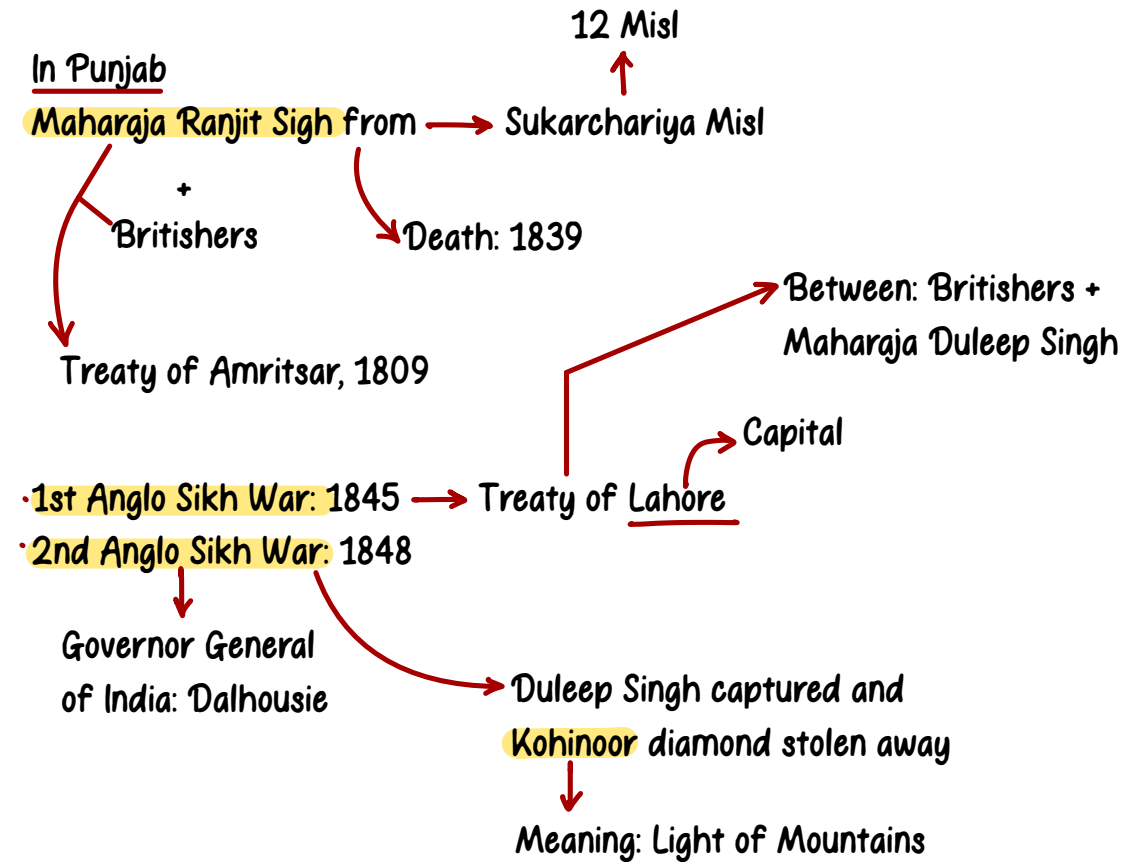 12 Misl
In Punjab
Maharaja Ranjit Sigh from
Sukarchariya Misl
+
Britishers
Death: 1839
Between: Britishers +
Maharaja Duleep Singh
Treaty of Amritsar, 1809
Capital
1st Anglo Sikh War: 1845
Treaty of Lahore
2nd Anglo Sikh War: 1848
Governor General
of India: Dalhousie
Duleep Singh captured and
Kohinoor diamond stolen away
Meaning: Light of Mountains